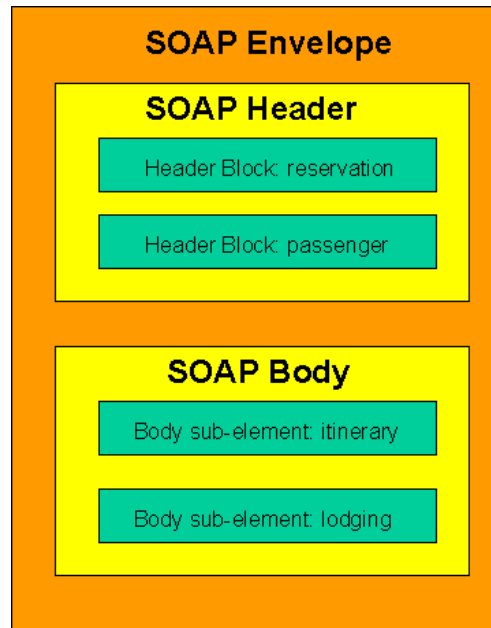 SOAP Envelope
SOAP Header
Header Block: reservation
Header Block: passenger
SOAP Body
Body sub-element: itinerary
Body sub-element: lodging